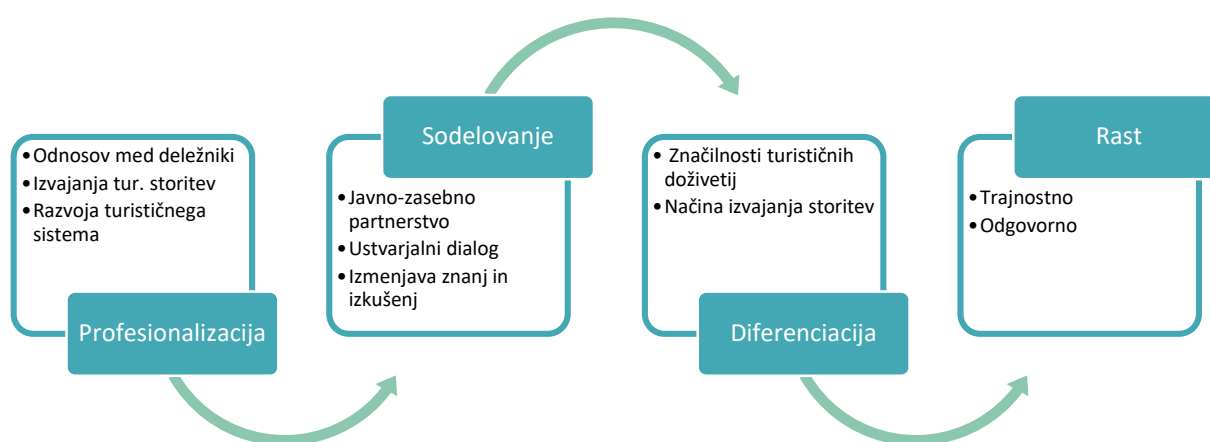 • Odnosov med deležniki
• Izvajanja tur. storitev
• Razvoja turističnega
sistema
Profesionalizacija
Sodelovanje
• Javno-zasebno
partnerstvo
• Ustvarjalni dialog
• Izmenjava znanj in
izkušenj
• Značilnosti turističnih
doživetij
• Načina izvajanja storitev
Diferenciacija
Rast
• Trajnostno
• Odgovorno